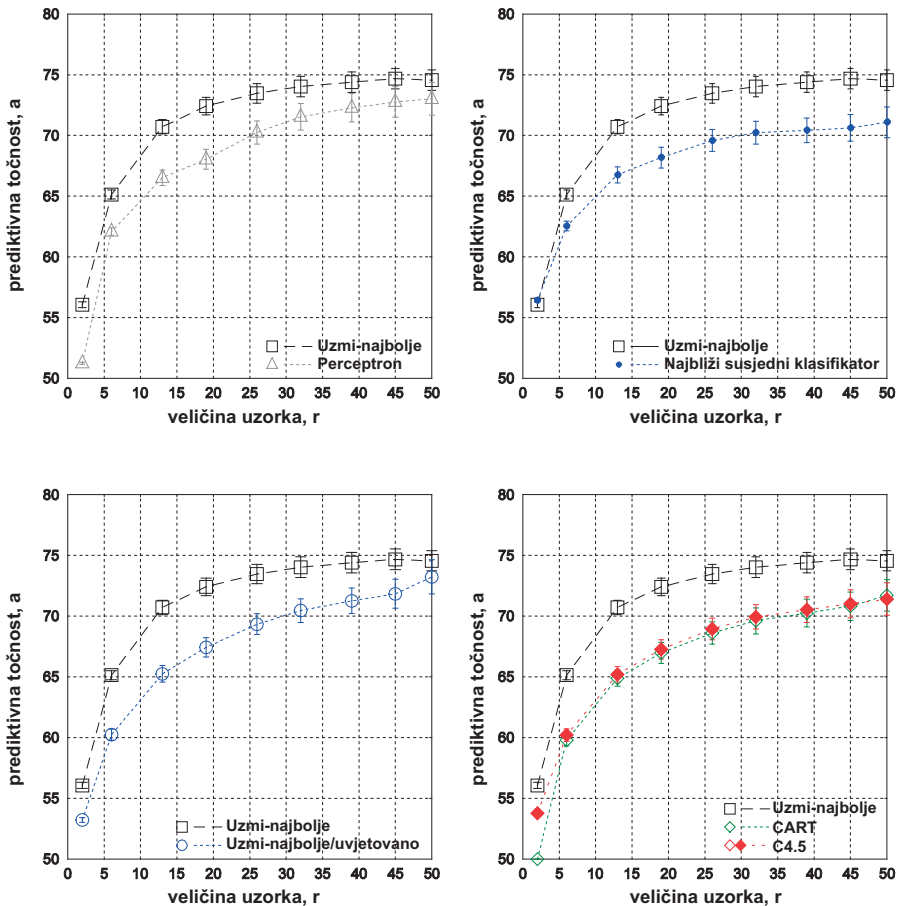 80
75
70
65
60
55
50
prediktivna točnost, a
Uzmi-najbolje
Perceptron
0 5 10 15 20 25 30 35 40 45 50
veličina uzorka, r
80
75
70
65
60
55
50
prediktivna točnost, a
Uzmi-najbolje
Najbliži susjedni klasifikator
0 5 10 15 20 25 30 35 40 45 50
veličina uzorka, r
80
75
70
65
60
55
50
prediktivna točnost, a
Uzmi-najbolje
Uzmi-najbolje/uvjetovano
0 5 10 15 20 25 30 35 40 45 50
veličina uzorka, r
80
75
70
65
60
55
50
prediktivna točnost, a
Uzmi-najbolje
CART
C4.5
0 5 10 15 20 25 30 35 40 45 50
veličina uzorka, r